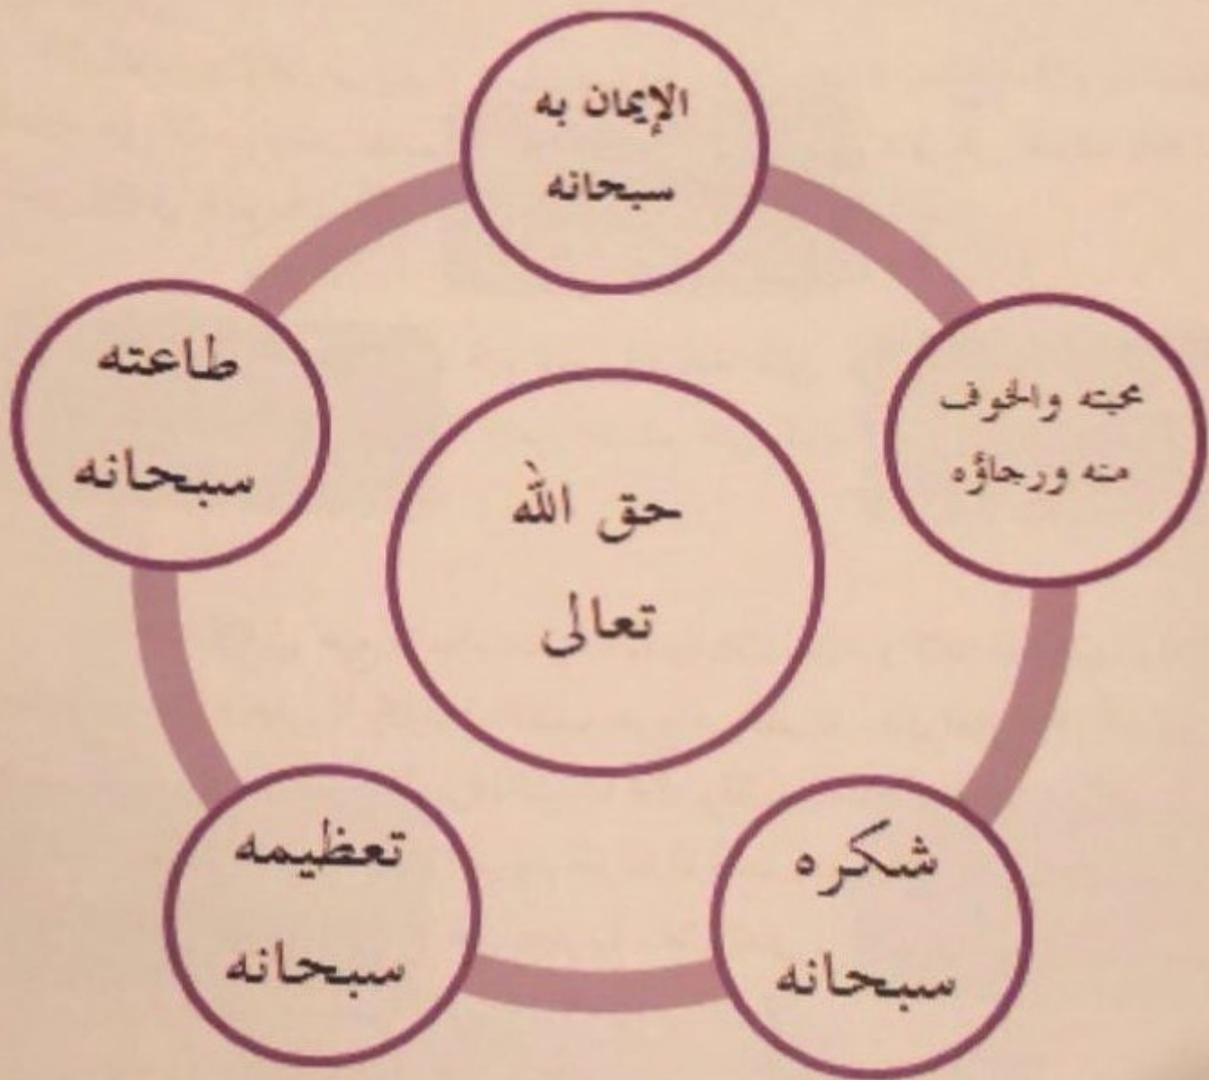 الإيمان به
سبحانه
محبته والخوف
منه ورجاؤه
شكره
سبحانه
تعظيمه
سبحانه
طاعته
سبحانه
حق الله
تعالى